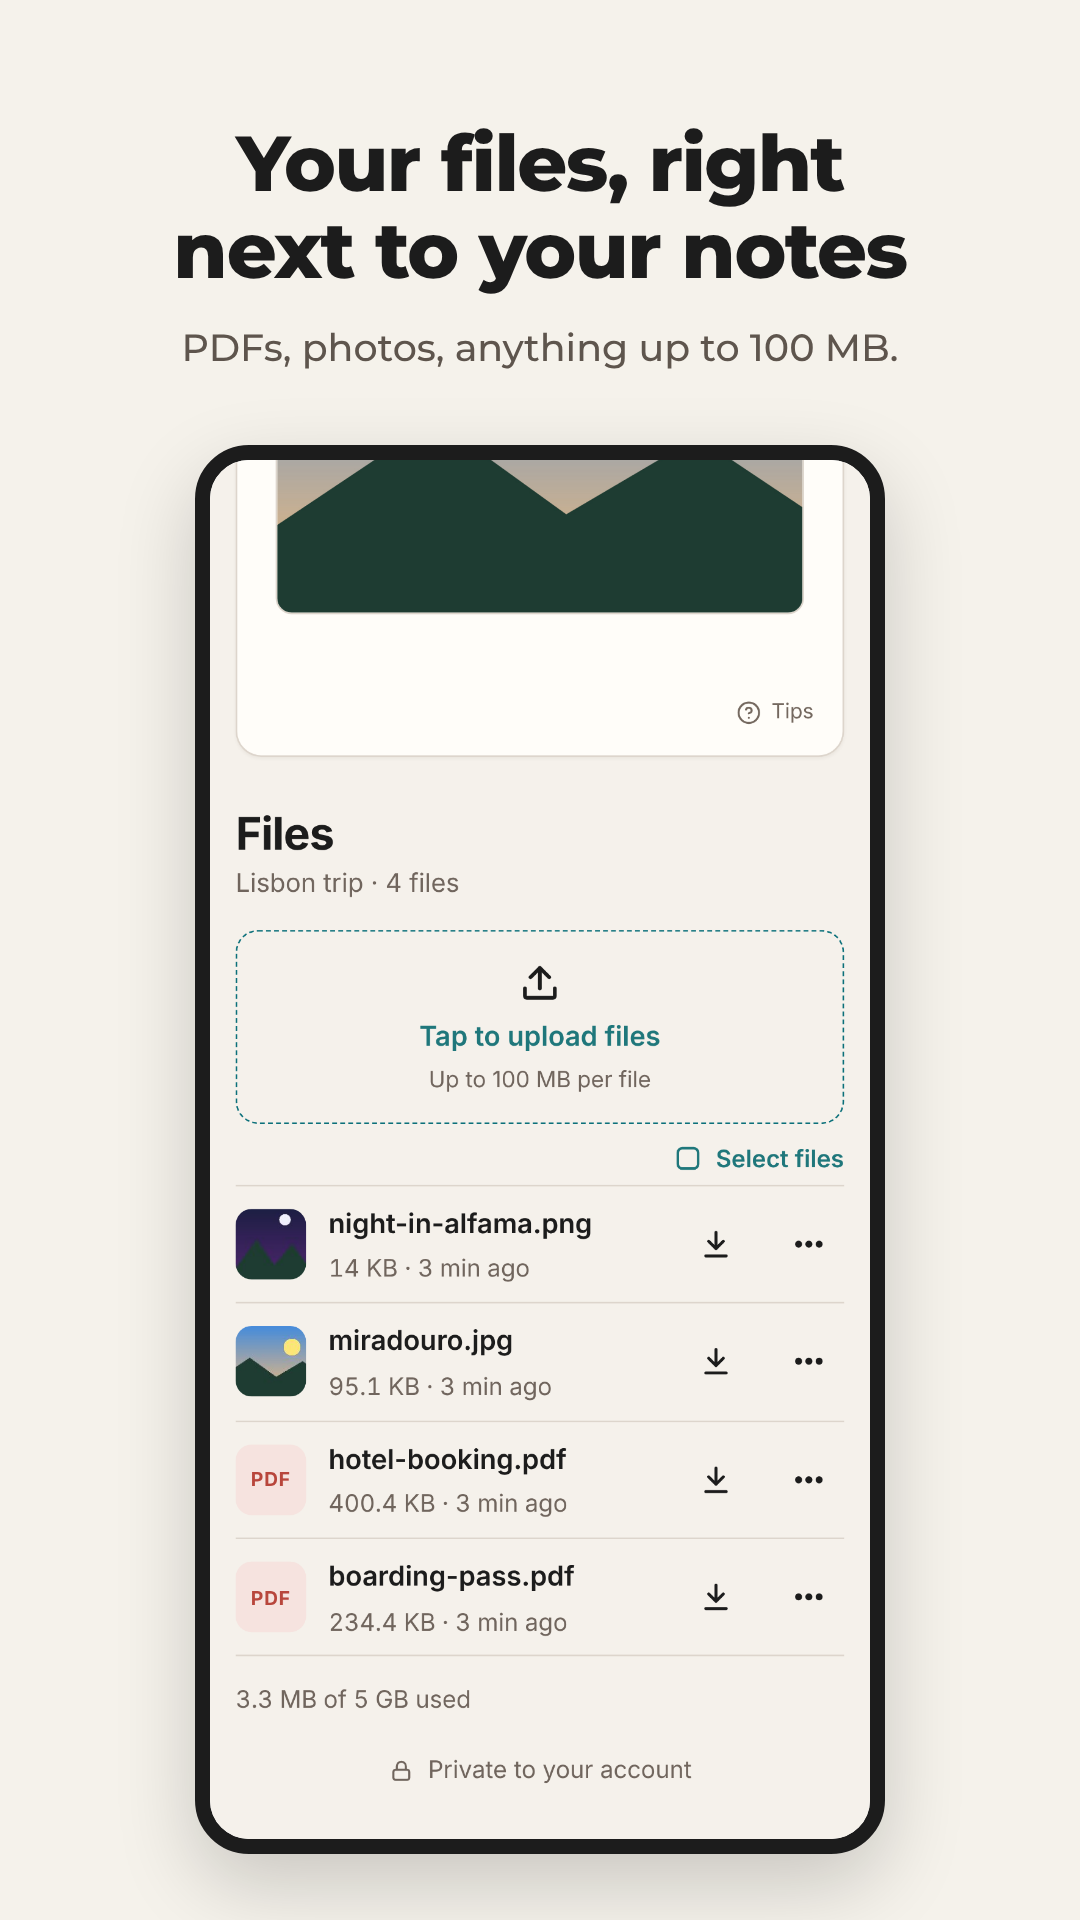 Your files, right
next to your notes
PDFs, photos, anything up to 100 MB.
Tips
Files
Lisbon trip · 4 files
Tap to upload files
Up to 100 MB per file
Select files
night-in-alfama.png
14 KB · 3 min ago
miradouro.jpg
95.1 KB · 3 min ago
PDF
hotel-booking.pdf
400.4 KB · 3 min ago
PDF
boarding-pass.pdf
234.4 KB · 3 min ago
3.3 MB of 5 GB used
Private to your account